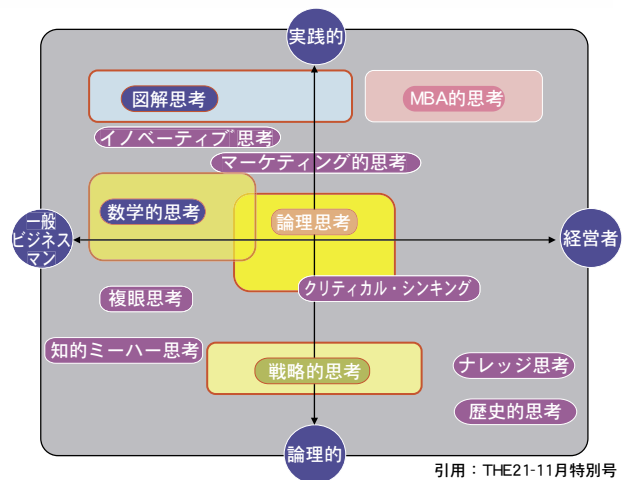 実践的
図解思考
MBA的思考
イノベーティブ思考
マーケティング的思考
数学的思考
論理思考
一般
ビジネス
マン
経営者
クリティカル・シンキング
複眼思考
知的ミーハー思考
戦略的思考
ナレッジ思考
歴史的思考
論理的
引用：THE21-11月特別号